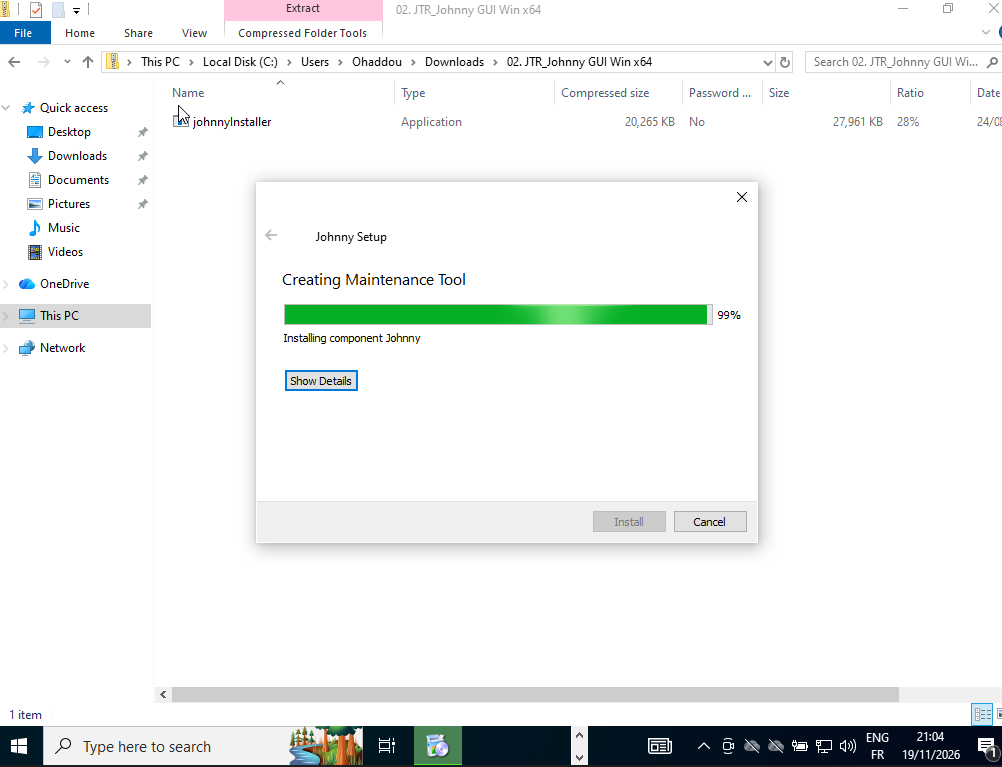 Extract
02. JTR_Johnny GUI Win x64
File
Home
Share
View
Compressed Folder Tools
This PC
Local Disk (C:)
Users
Ohaddou
Downloads
02. JTR_Johnny GUI Win x64
Search 02. JTR_Johnny GUI Win...
Name
Type
Compressed size
Password ...
Size
Ratio
Date
johnnyInstaller
Application
20,265 KB
No
27,961 KB
28%
24/08
Quick access
Desktop
Downloads
Documents
Pictures
Music
Videos
OneDrive
This PC
Network
Johnny Setup
Creating Maintenance Tool
99%
Installing component Johnny
Show Details
Install
Cancel
1 item
Type here to search
ENG
FR
21:04
19/11/2026
1